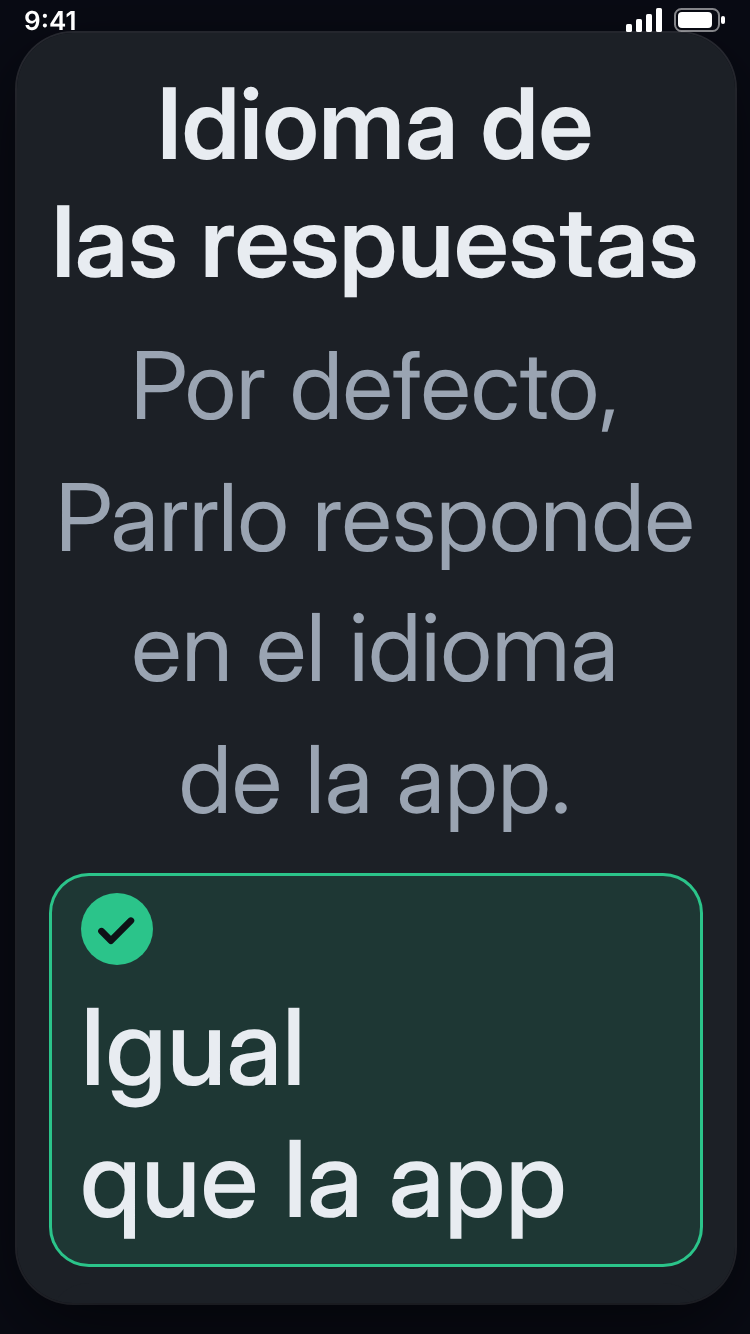 9:41
Idioma de
las respuestas
Por defecto,
Parrlo responde
en el idioma
de la app.
Igual
que la app